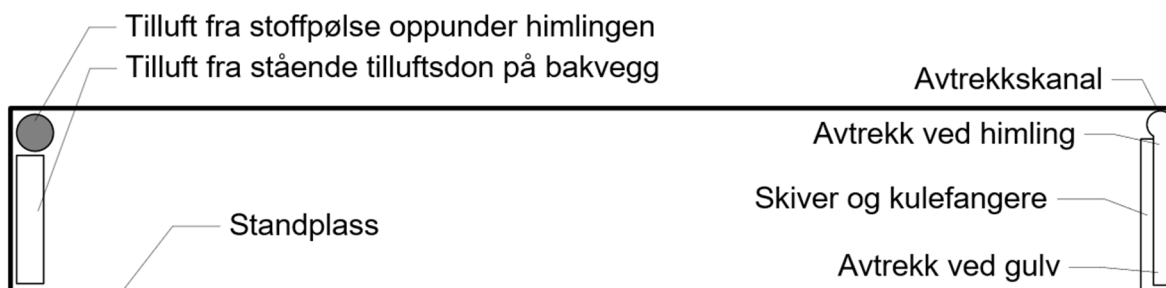 Tilluft fra stoffpølse oppunder himlingen
Tilluft fra stående tilluftsdon på bakvegg
Avtrekkskanal
Avtrekk ved himling
Skiver og kulefangere
Standplass
Avtrekk ved gulv